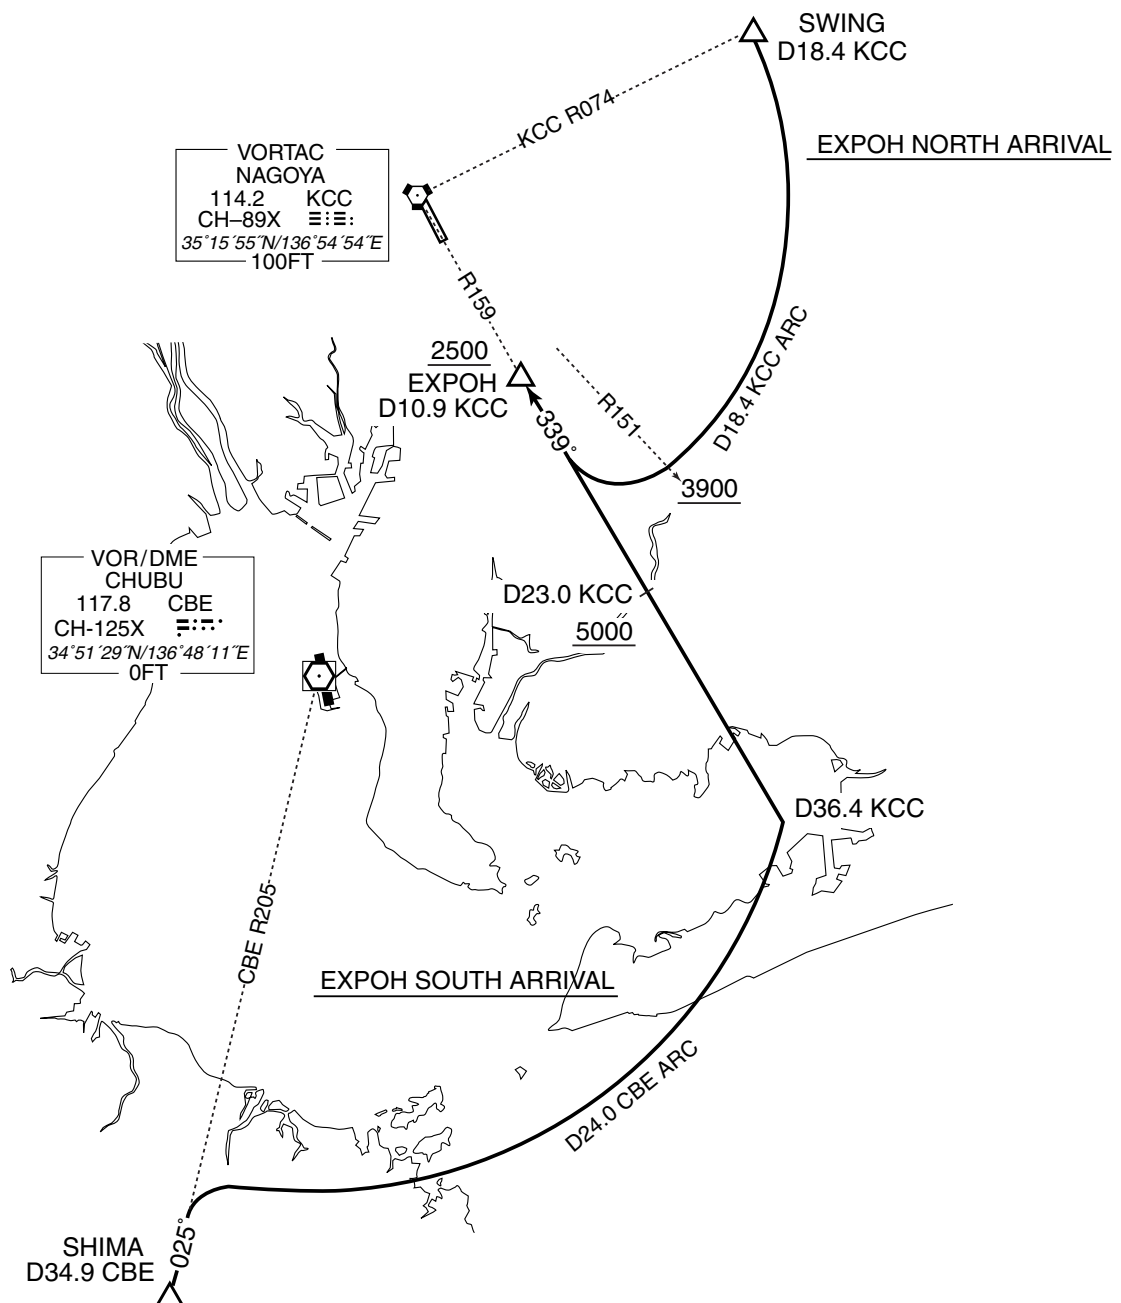 SWING
D18.4 KCC
KCC R074
EXPOH NORTH ARRIVAL
VORTAC
NAGOYA
114.2 KCC
CH–89X
35°15´55˝N/136°54´54˝E
100FT
R159
D18.4 KCC ARC
2500
EXPOH
D10.9 KCC
339°
R151
3900
VOR/DME
CHUBU
117.8 CBE
CH-125X
34°51´29˝N/136°48´11˝E
0FT
D23.0 KCC
5000
D36.4 KCC
CBE R205
EXPOH SOUTH ARRIVAL
D24.0 CBE ARC
025°
SHIMA
D34.9 CBE